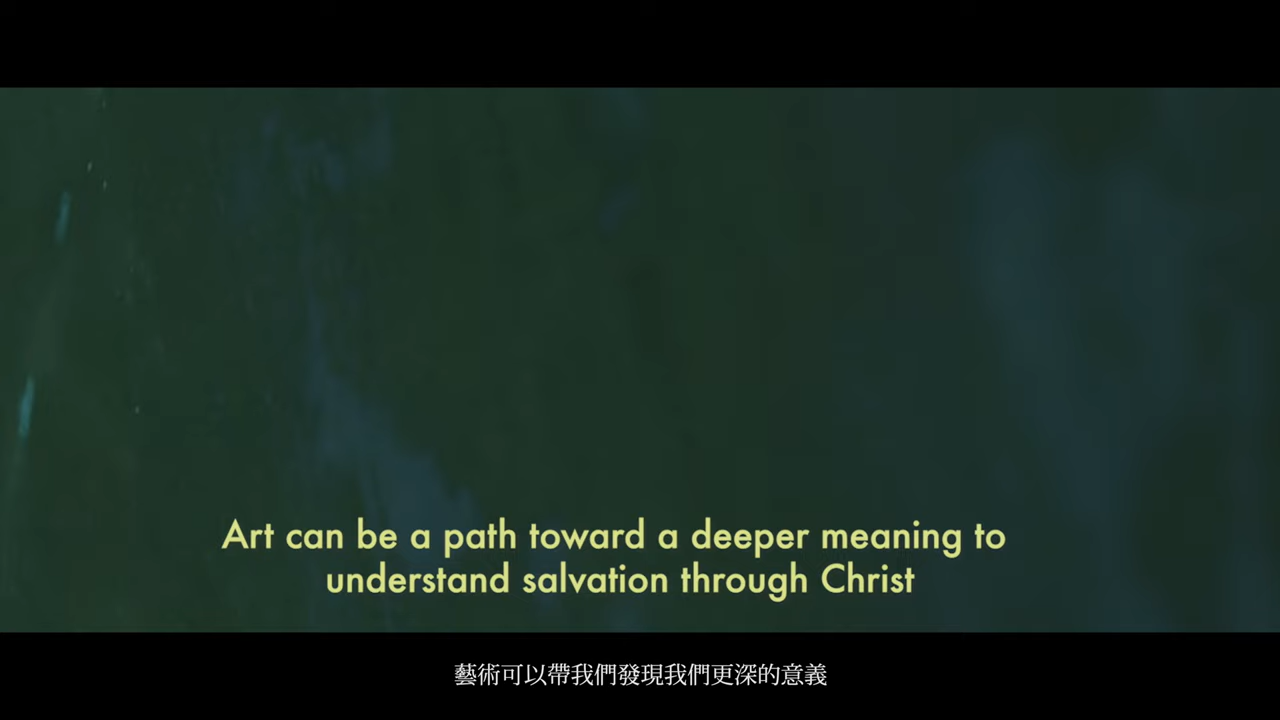 Art can be a path toward a deeper meaning to
understand salvation through Christ
藝術可以帶我們發現我們更深的意義